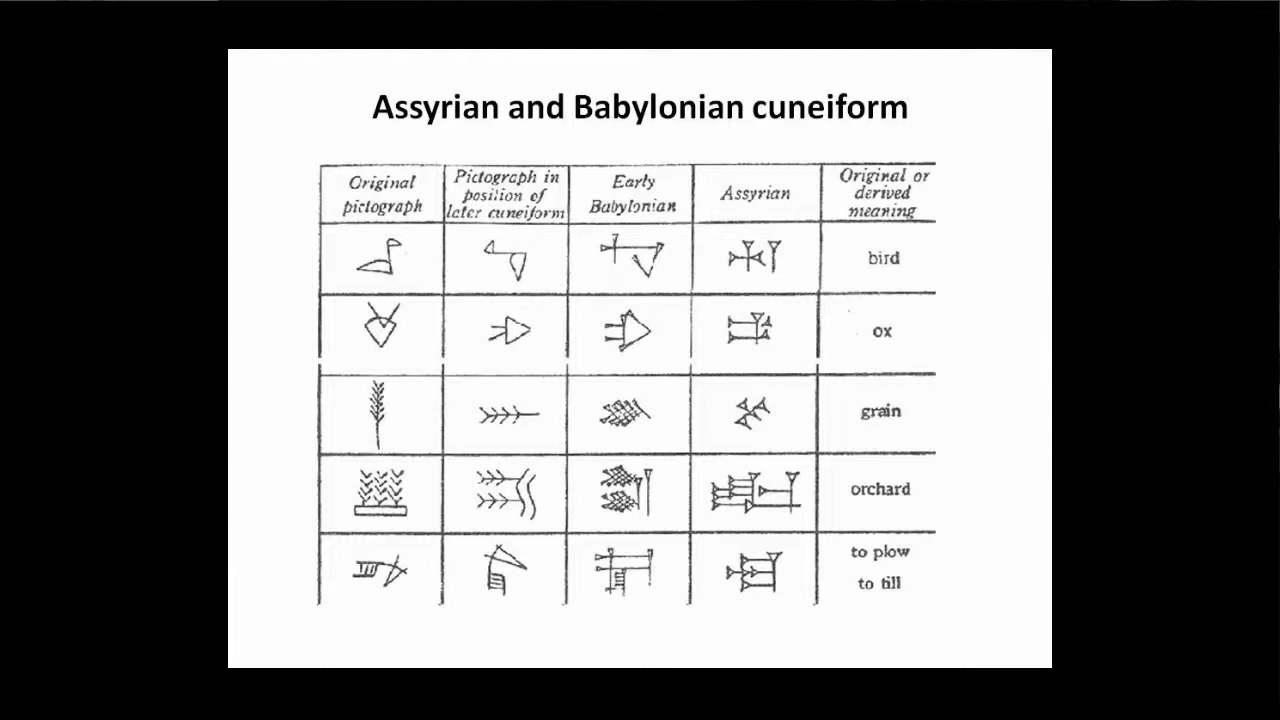 Assyrian and Babylonian cuneiform
Original
pictograph
Pictograph in
position of
later cuneiform
Early
Babylonian
Assyrian
Original or
derived
meaning
bird
ox
grain
orchard
to plow
to till